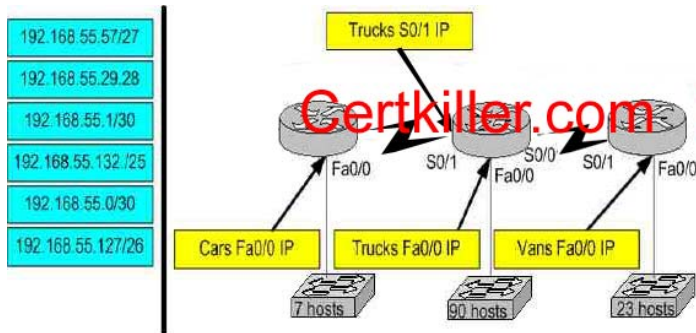 192.168.55.57/27
192.168.55.29.28
192.168.55.1/30
192.168.55.132./25
192.168.55.0/30
192.168.55.127/26
Trucks S0/1 IP
Certkiller.com
Fa0/0
S0/1
Fa0/0
S0/0
S0/1
Fa0/0
Cars Fa0/0 IP
Trucks Fa0/0 IP
Vans Fa0/0 IP
7 hosts
90 hosts
23 hosts